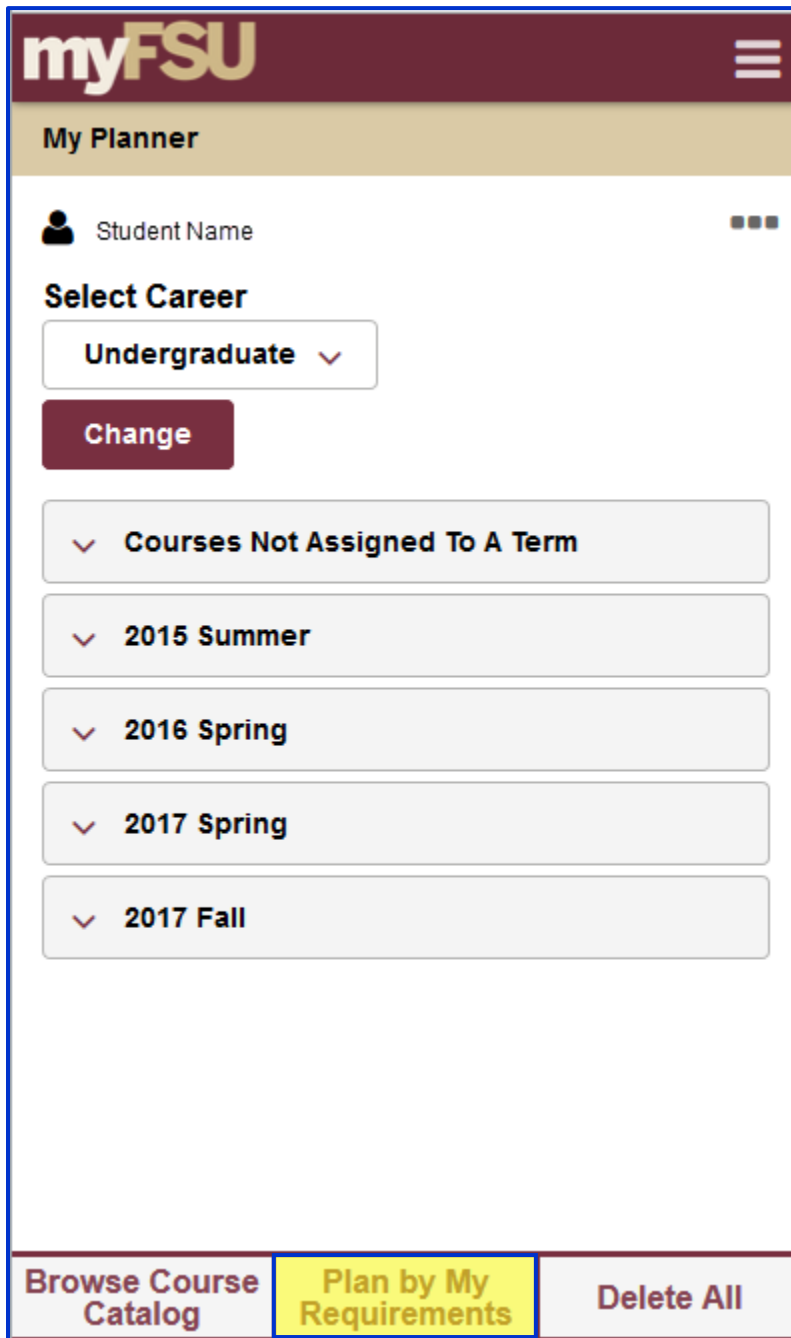 myFSU
My Planner
Student Name
Select Career
Undergraduate
Change
Courses Not Assigned To A Term
2015 Summer
2016 Spring
2017 Spring
2017 Fall
Browse Course
Catalog
Plan by My
Requirements
Delete All